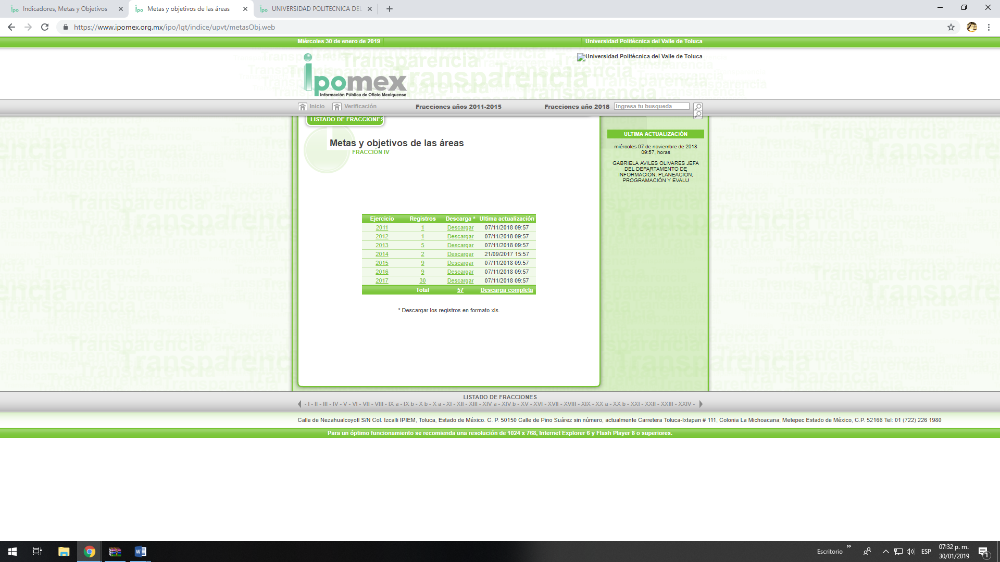 Indicadores, Metas y Objetivos
Metas y objetivos de las áreas
UNIVERSIDAD POLITECNICA DEL
https://www.ipomex.org.mx/ipo/lgt/indice/upvt/metasObj.web
Miércoles 30 de enero de 2019
Universidad Politécnica del Valle de Toluca
ipomex
Información Pública de Oficio Mexiquense
Universidad Politécnica del Valle de Toluca
Inicio Verificación Fracciones años 2011-2015 Fracciones año 2018 Ingresa tu busqueda
LISTADO DE FRACCIONES
Metas y objetivos de las áreas
FRACCIÓN IV
ULTIMA ACTUALIZACIÓN
miércoles 07 de noviembre de 2018
09:57, horas
GABRIELA AVILES OLIVARES JEFA
DEL DEPARTAMENTO DE
INFORMACIÓN, PLANEACIÓN,
PROGRAMACIÓN Y EVALU
Ejercicio Registros Descarga * Ultima actualización
2011 1 Descargar 07/11/2018 09:57
2012 1 Descargar 07/11/2018 09:57
2013 5 Descargar 07/11/2018 09:57
2014 2 Descargar 21/09/2017 15:57
2015 9 Descargar 07/11/2018 09:57
2016 9 Descargar 07/11/2018 09:57
2017 30 Descargar 07/11/2018 09:57
Total 57 Descarga completa
* Descargar los registros en formato xls.
LISTADO DE FRACCIONES
- I - II - III - IV - V - VI - VII - VIII - IX a - IX b - X b - X a - XI - XII - XIII - XIV a - XIV b - XV - XVI - XVII - XVIII - XIX - XX a - XX b - XXI - XXII - XXIII - XXIV -
Calle de Nezahualcoyotl S/N Col. Izcalli IPIEM, Toluca, Estado de México. C. P. 50150 Calle de Pino Suárez sin número, actualmente Carretera Toluca-Ixtapan # 111, Colonia La Michoacana; Metepec Estado de México, C.P. 52166 Tel: 01 (722) 226 1980
Para un óptimo funcionamiento se recomienda una resolución de 1024 x 768, Internet Explorer 6 y Flash Player 8 o superiores.
Escritorio
ESP
07:32 p. m.
30/01/2019
1